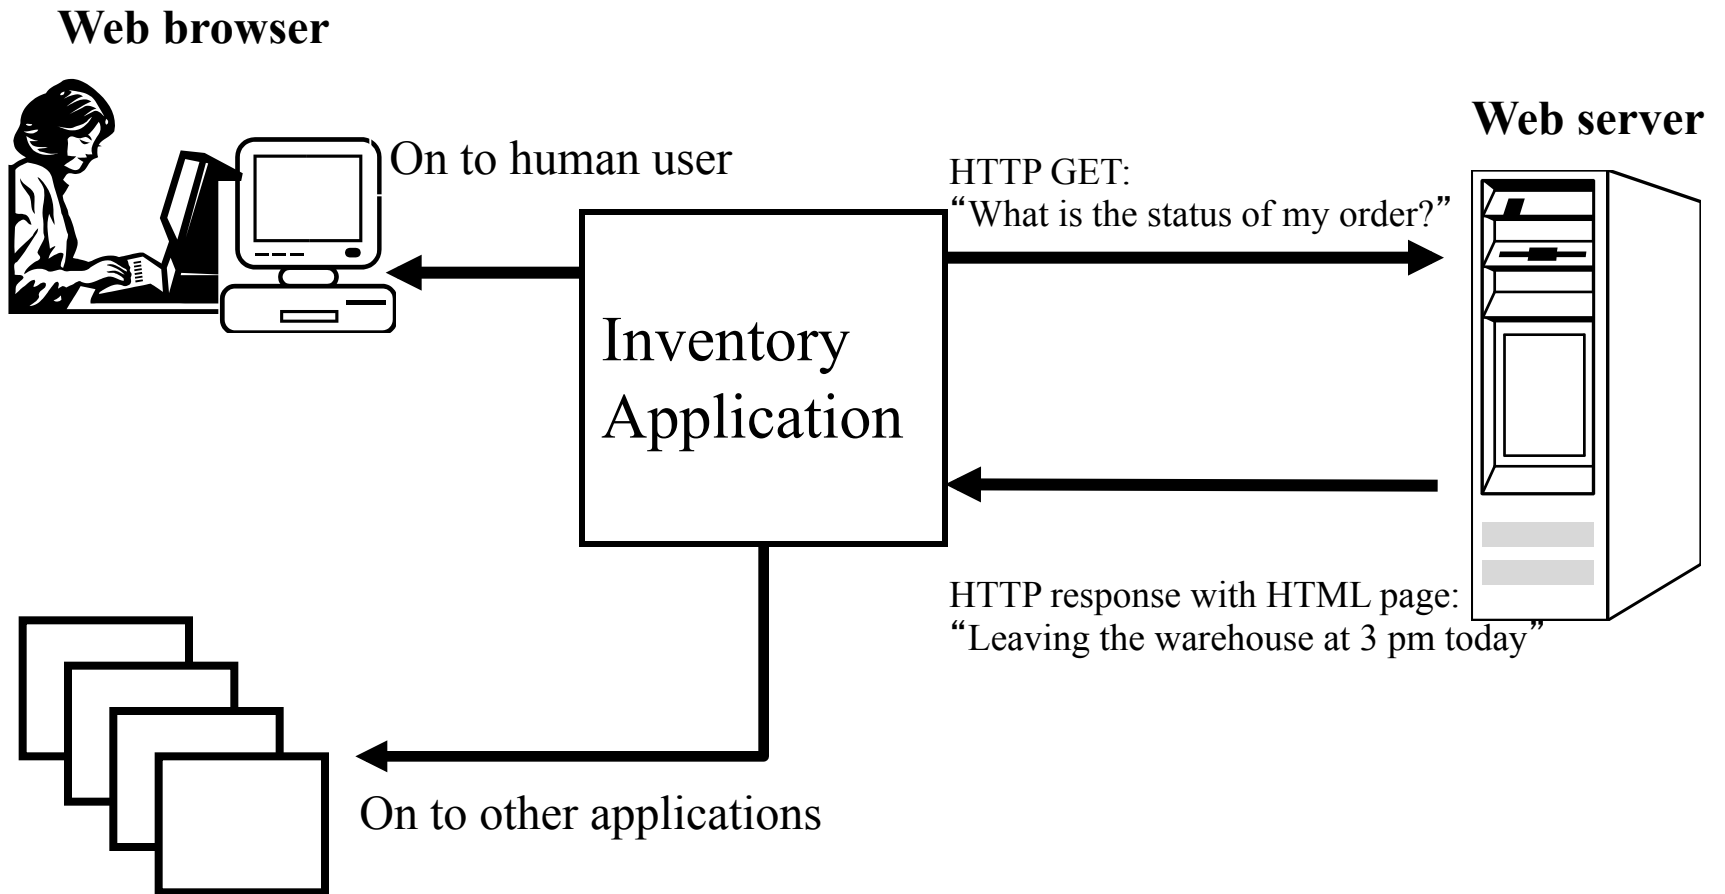 Web browser
Web server
On to human user
HTTP GET:
“What is the status of my order?”
Inventory
Application
HTTP response with HTML page:
“Leaving the warehouse at 3 pm today”
On to other applications